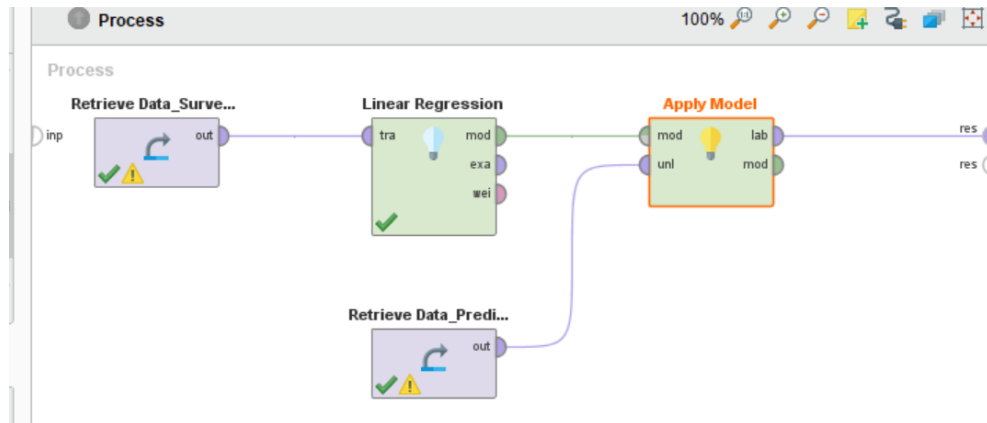 Process
100%
Process
Retrieve Data_Surve...
Linear Regression
Apply Model
inp
out
tra
mod
mod
lab
res
exa
unl
mod
res
wei
Retrieve Data_Predi...
out